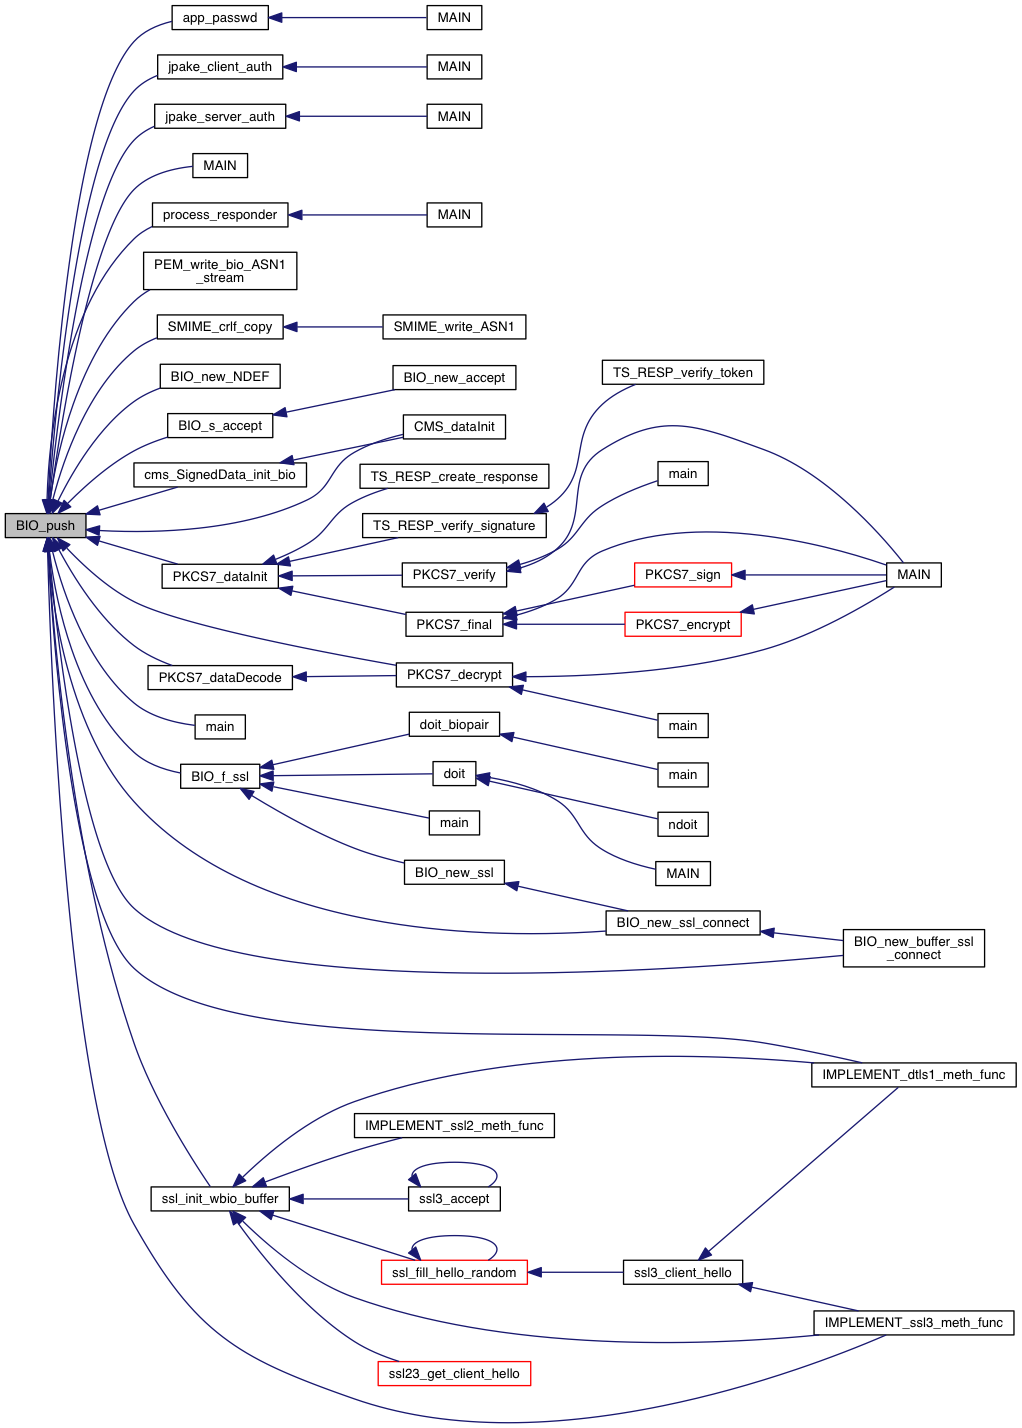 app_passwd
MAIN
jpake_client_auth
MAIN
jpake_server_auth
MAIN
MAIN
process_responder
MAIN
PEM_write_bio_ASN1
_stream
SMIME_crlf_copy
SMIME_write_ASN1
BIO_new_NDEF
BIO_new_accept
TS_RESP_verify_token
BIO_s_accept
CMS_dataInit
cms_SignedData_init_bio
TS_RESP_create_response
main
BIO_push
TS_RESP_verify_signature
PKCS7_dataInit
PKCS7_verify
PKCS7_sign
MAIN
PKCS7_final
PKCS7_encrypt
PKCS7_dataDecode
PKCS7_decrypt
main
doit_biopair
main
BIO_f_ssl
doit
main
main
ndoit
BIO_new_ssl
MAIN
BIO_new_ssl_connect
BIO_new_buffer_ssl
_connect
IMPLEMENT_dtls1_meth_func
IMPLEMENT_ssl2_meth_func
ssl_init_wbio_buffer
ssl3_accept
ssl_fill_hello_random
ssl3_client_hello
IMPLEMENT_ssl3_meth_func
ssl23_get_client_hello